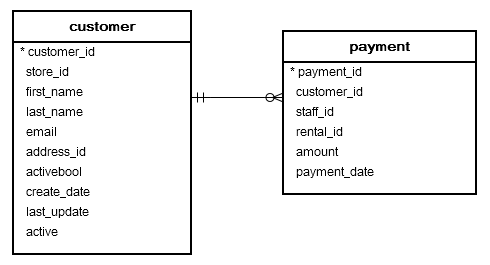 customer
* customer_id
store_id
first_name
last_name
email
address_id
activebool
create_date
last_update
active
payment
* payment_id
customer_id
staff_id
rental_id
amount
payment_date